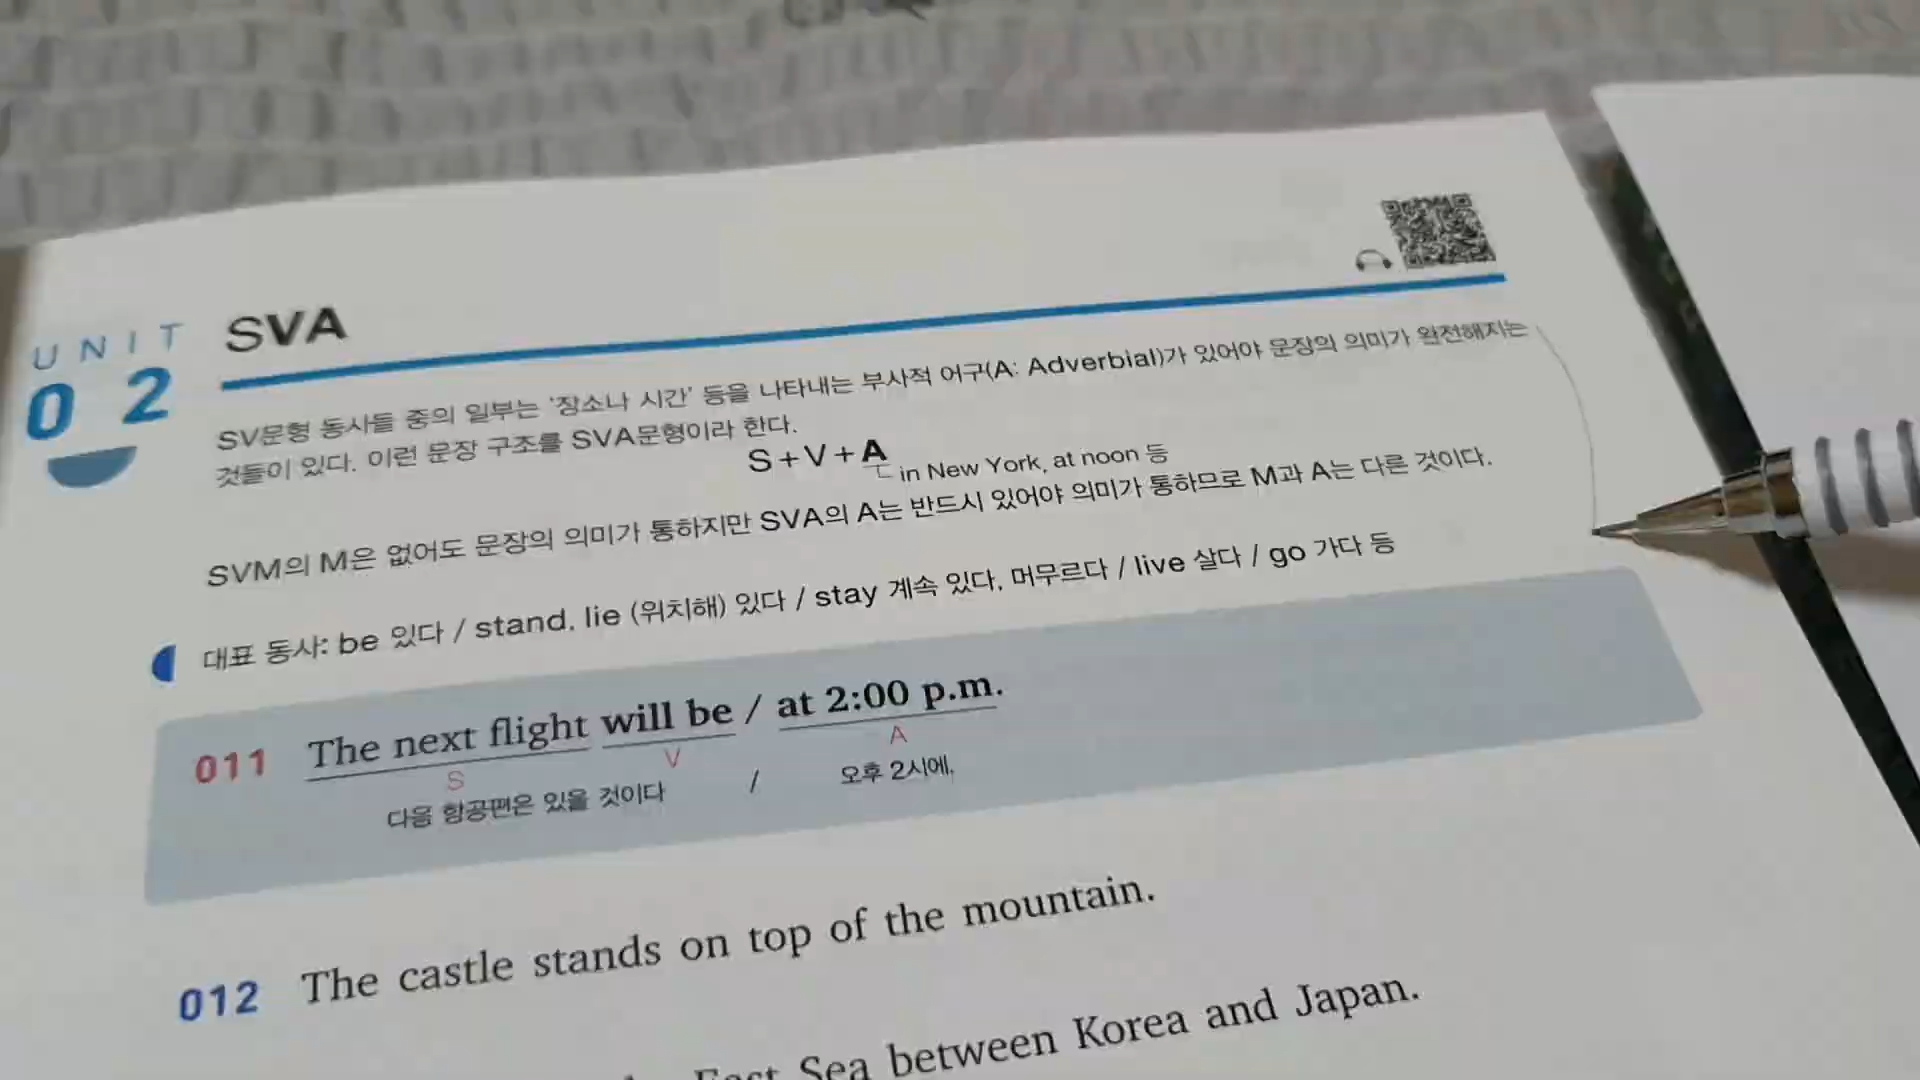 UNIT
02
SVA
SV문형 동사들 중의 일부는 '장소나 시간' 등을 나타내는 부사적 어구(A: Adverbial)가 있어야 문장의 의미가 완전해지는
것들이 있다. 이런 문장 구조를 SVA문형이라 한다.
S+V+A
in New York, at noon 등
SVM의 M은 없어도 문장의 의미가 통하지만 SVA의 A는 반드시 있어야 의미가 통하므로 M과 A는 다른 것이다.
대표 동사: be 있다 / stand, lie (위치해) 있다 / stay 계속 있다, 머무르다 / live 살다 / go 가다 등
011 The next flight will be / at 2:00 p.m.
S V A
다음 항공편은 있을 것이다 / 오후 2시에.
012 The castle stands on top of the mountain.
East Sea between Korea and Japan.